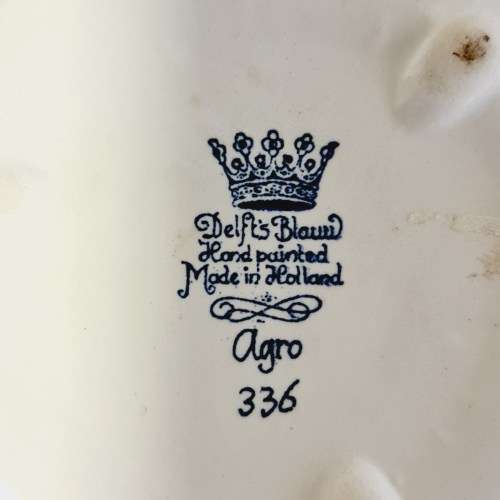 Delft's Blauw
Hand painted
Made in Holland
Agro
336